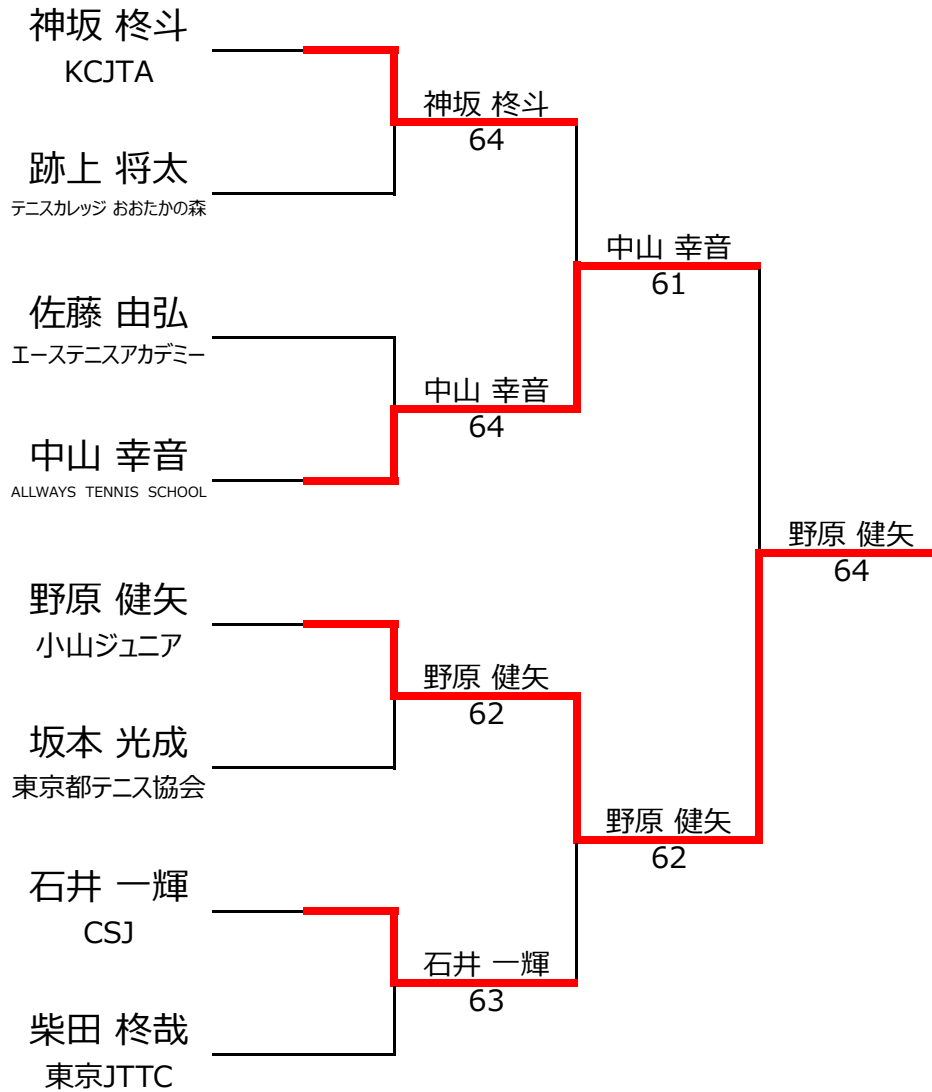 神坂 柊斗
KCJTA
神坂 柊斗
64
跡上 将太
テニスカレッジ おおたかの森
中山 幸音
61
佐藤 由弘
エーステニスアカデミー
中山 幸音
64
中山 幸音
ALLWAYS TENNIS SCHOOL
野原 健矢
64
野原 健矢
小山ジュニア
野原 健矢
62
坂本 光成
東京都テニス協会
野原 健矢
62
石井 一輝
CSJ
石井 一輝
63
柴田 柊哉
東京JTTC